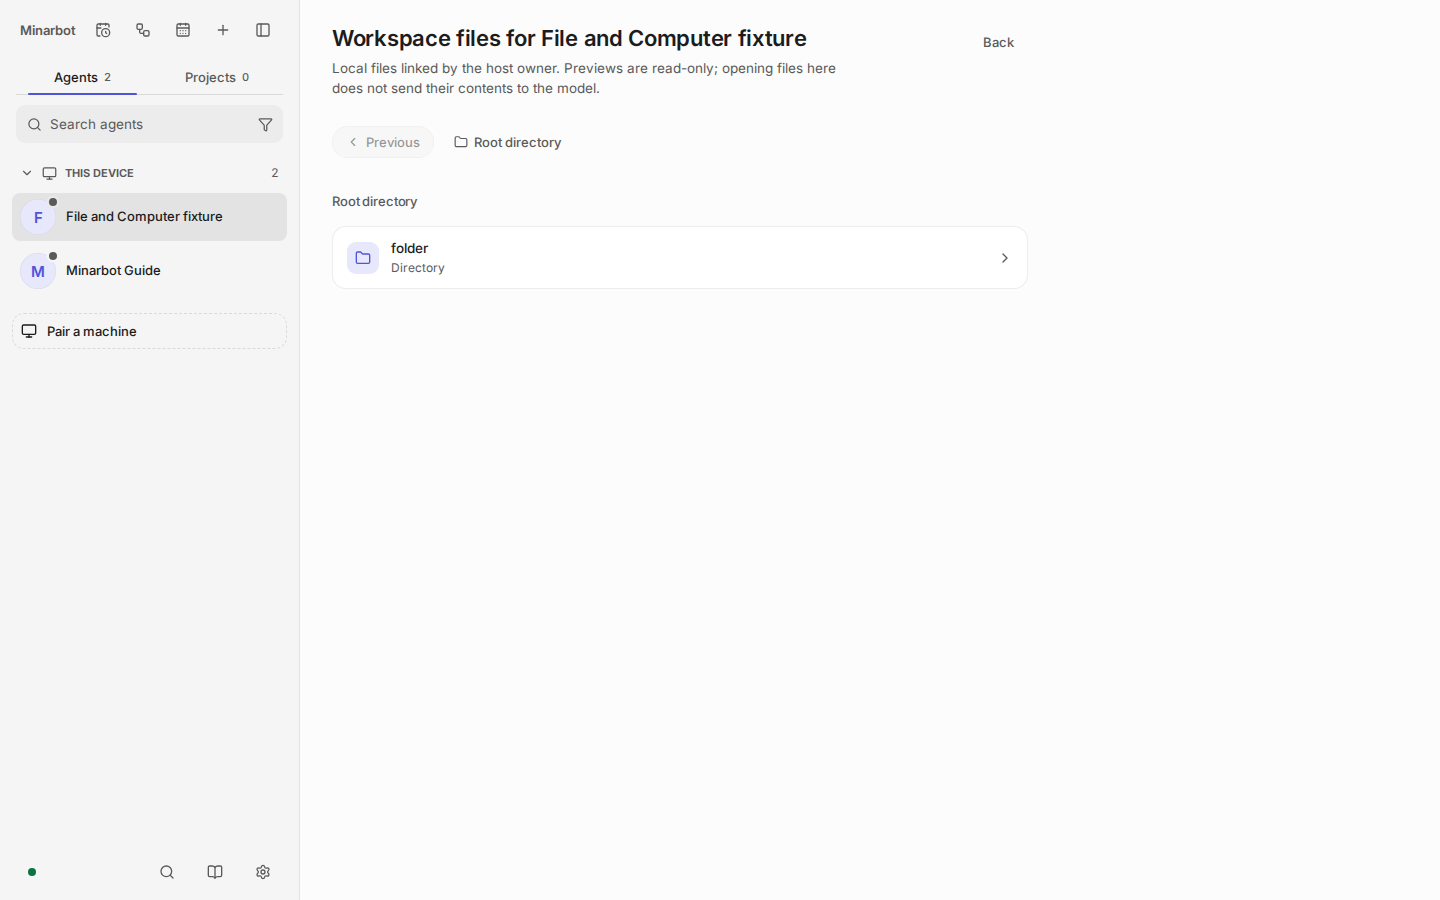 Minarbot
Agents 2
Projects 0
Search agents
THIS DEVICE 2
F File and Computer fixture
M Minarbot Guide
Pair a machine
Workspace files for File and Computer fixture
Back
Local files linked by the host owner. Previews are read-only; opening files here
does not send their contents to the model.
Previous
Root directory
Root directory
folder
Directory